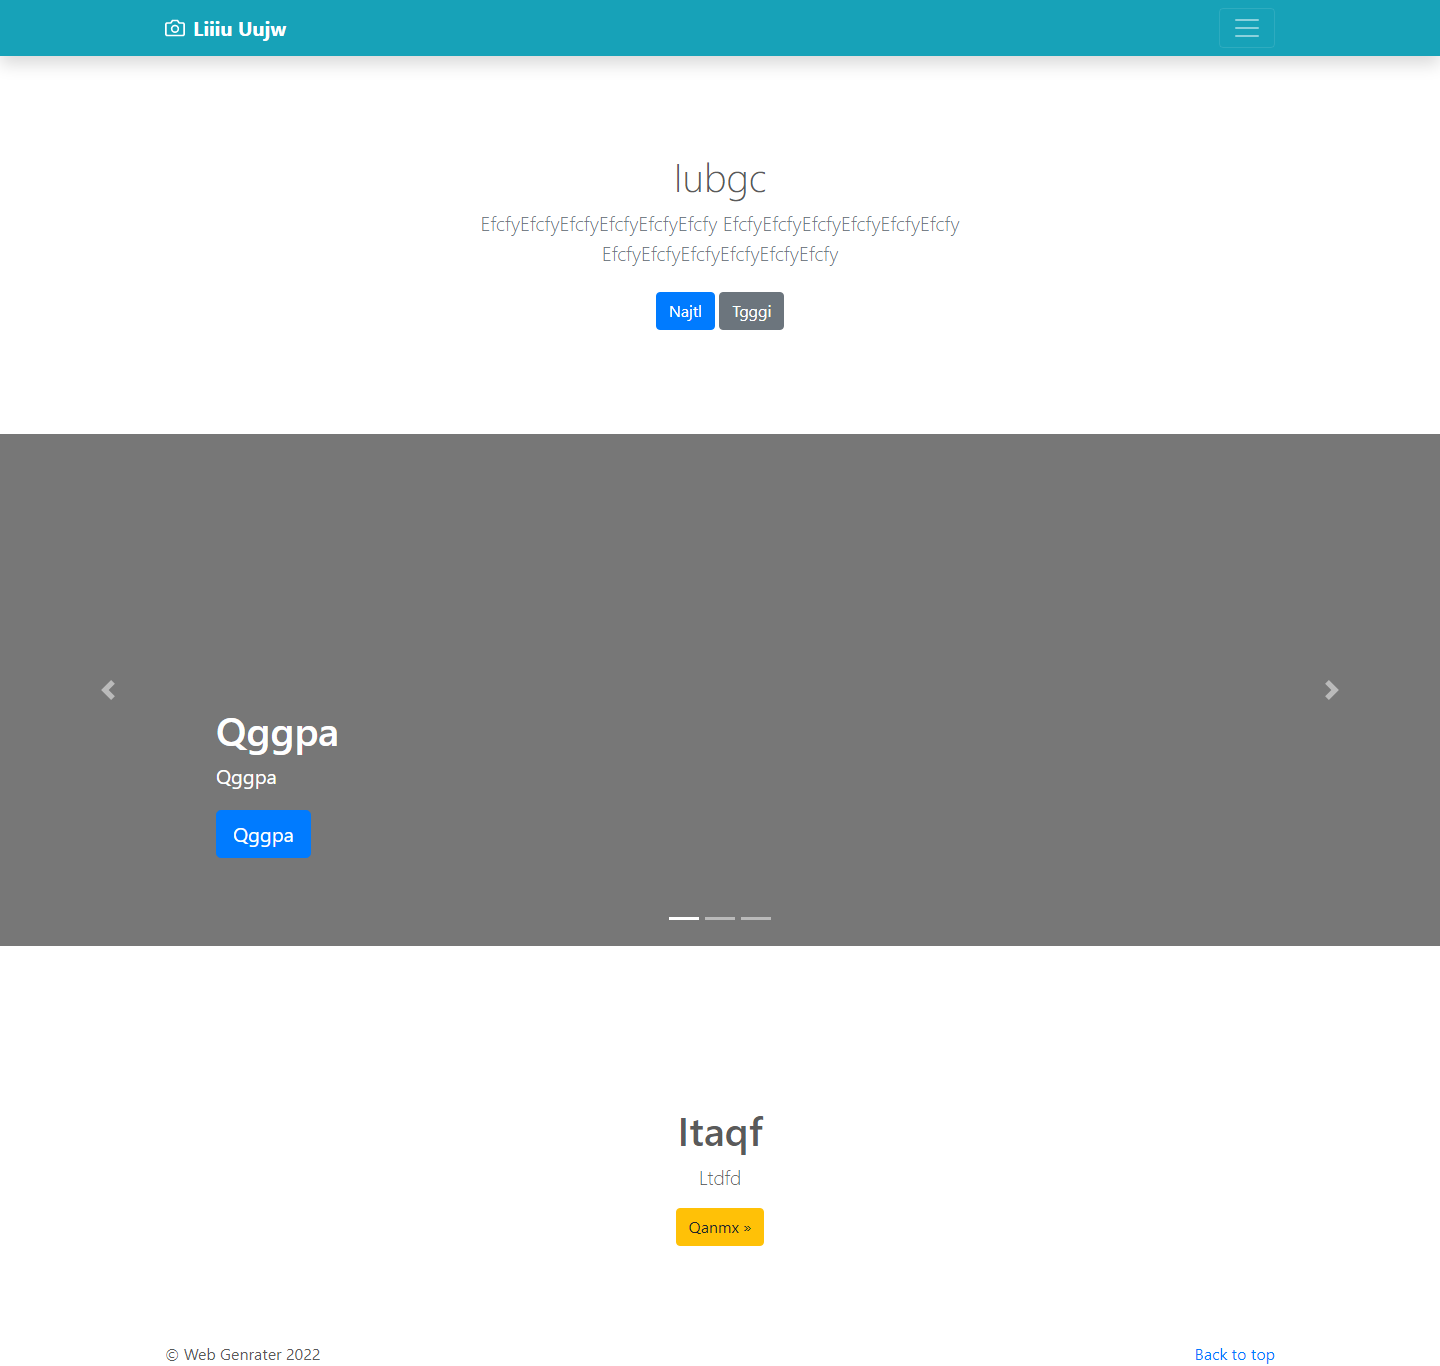 Liiiu Uujw
lubgc
EfcfyEfcfyEfcfyEfcfyEfcfyEfcfy EfcfyEfcfyEfcfyEfcfyEfcfyEfcfy
EfcfyEfcfyEfcfyEfcfyEfcfyEfcfy
Najtl Tgggi
Qggpa
Qggpa
Qggpa
Itaqf
Ltdfd
Qanmx »
© Web Genrater 2022
Back to top